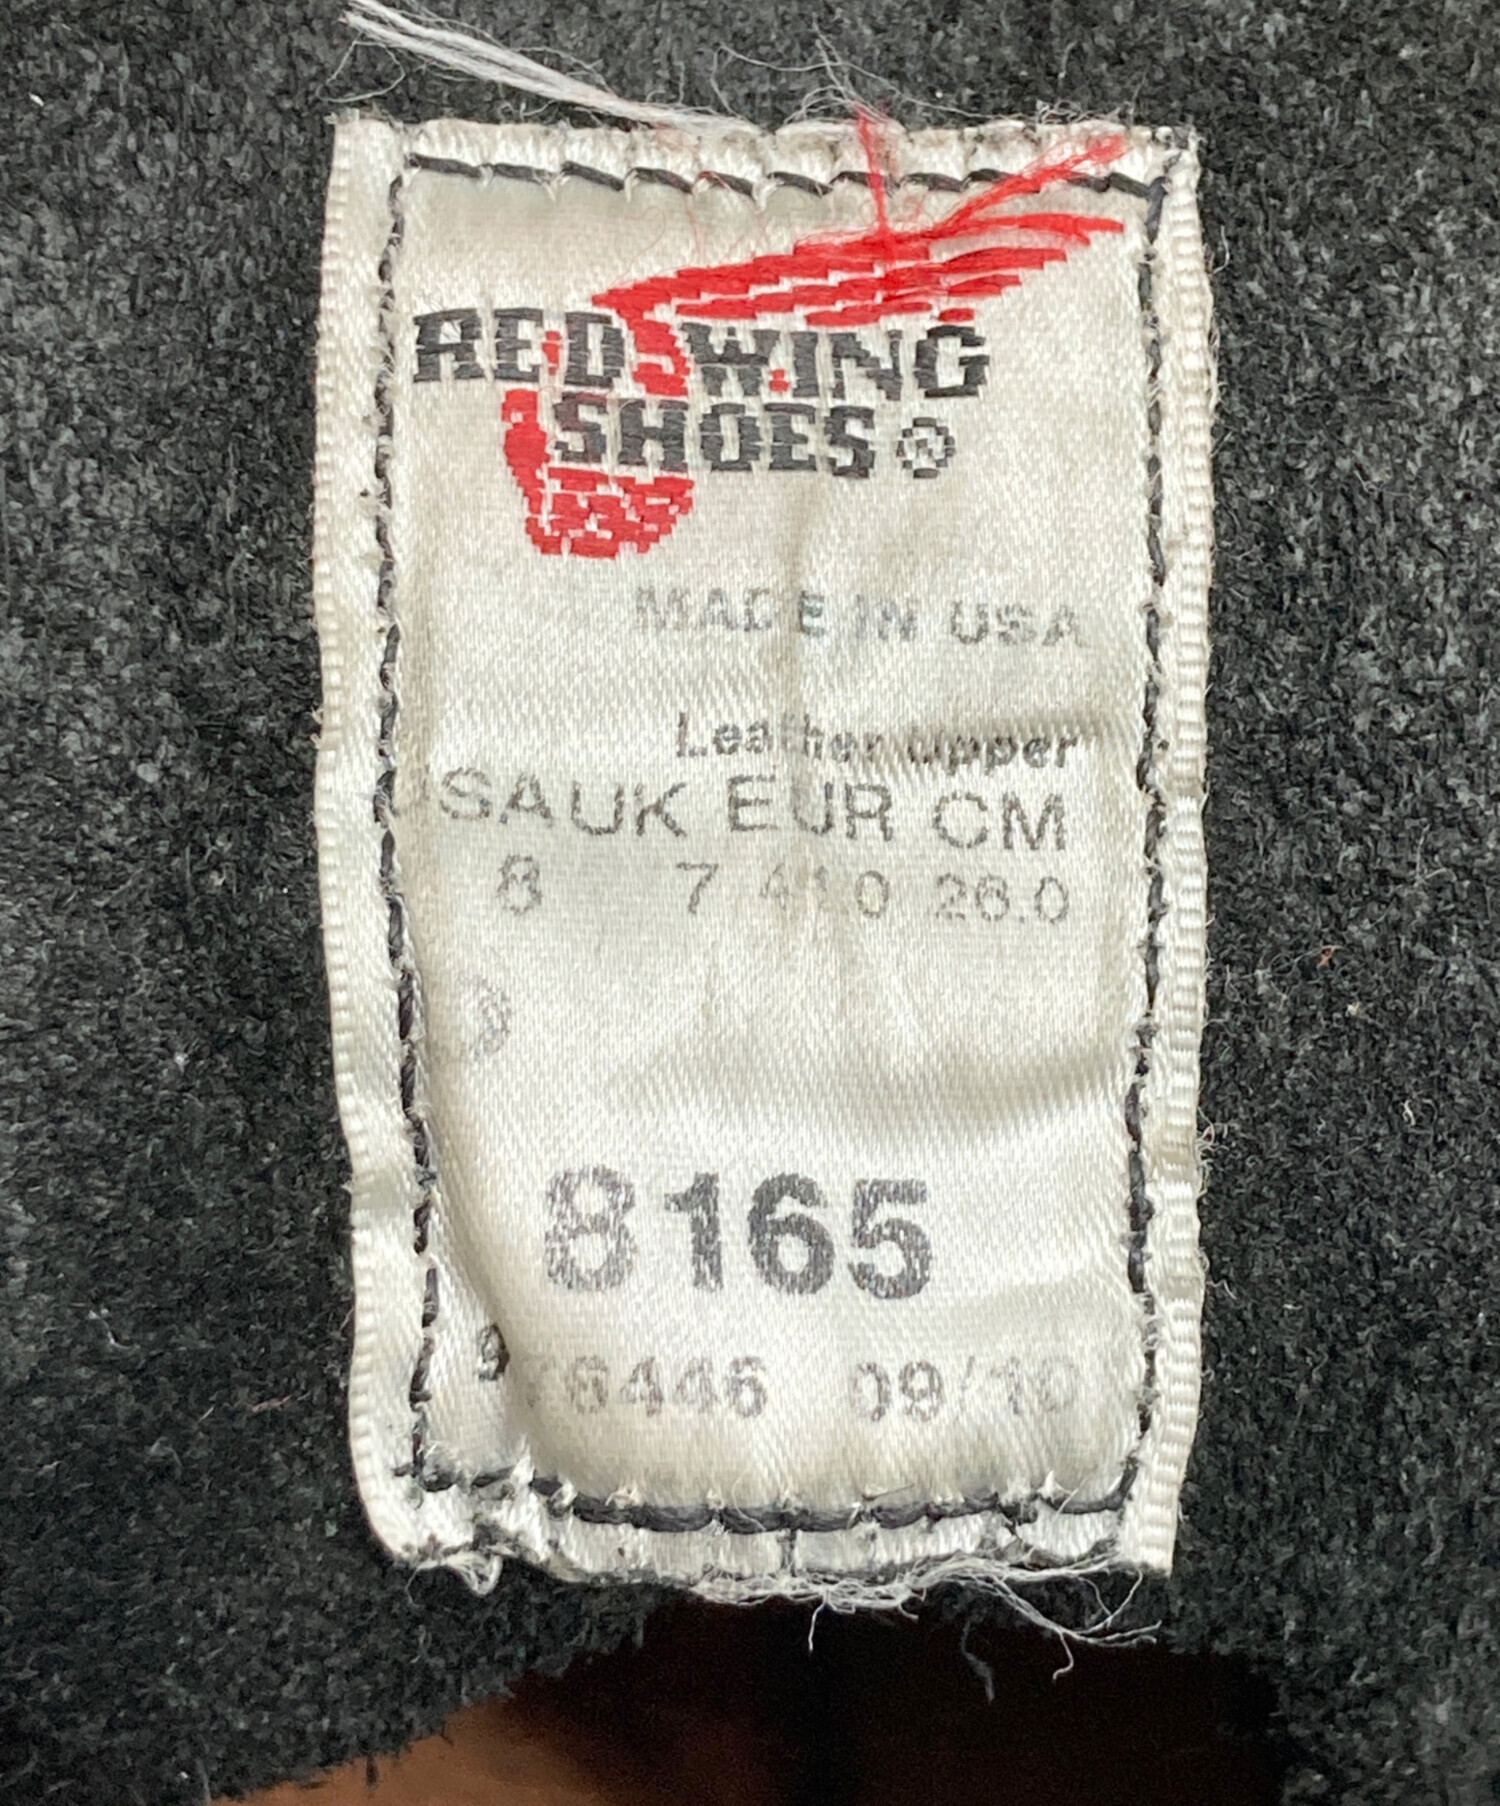 RED WING
SHOES ®
MADE IN USA
Leather Upper
USA UK EUR CM
8 7 41.0 26.0
D
8165
09/10